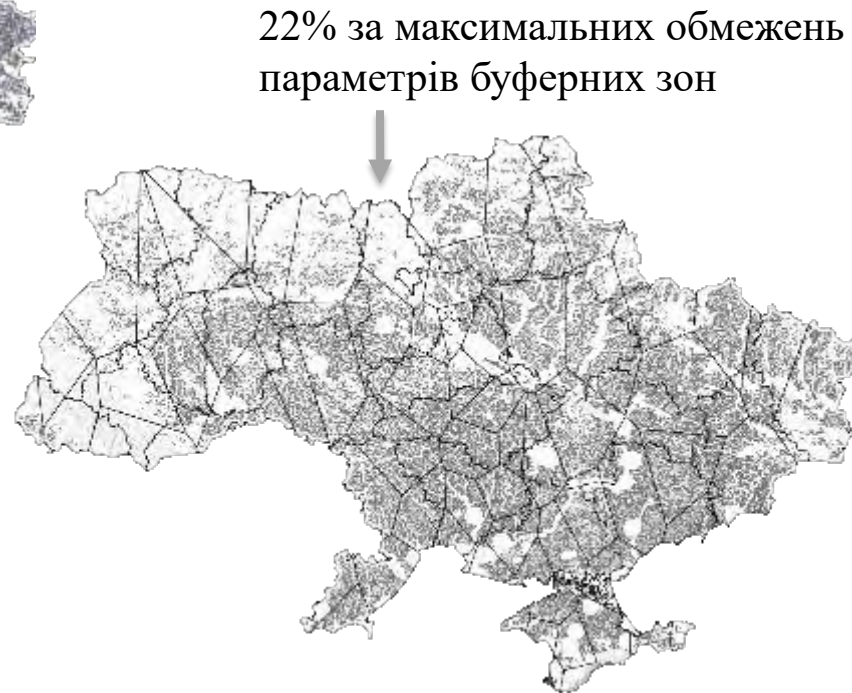 22% за максимальних обмежень
параметрів буферних зон